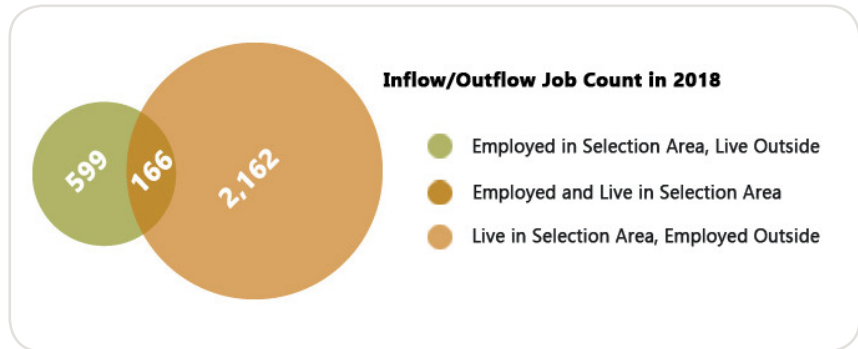 Inflow/Outflow Job Count in 2018
599
166
2,162
Employed in Selection Area, Live Outside
Employed and Live in Selection Area
Live in Selection Area, Employed Outside